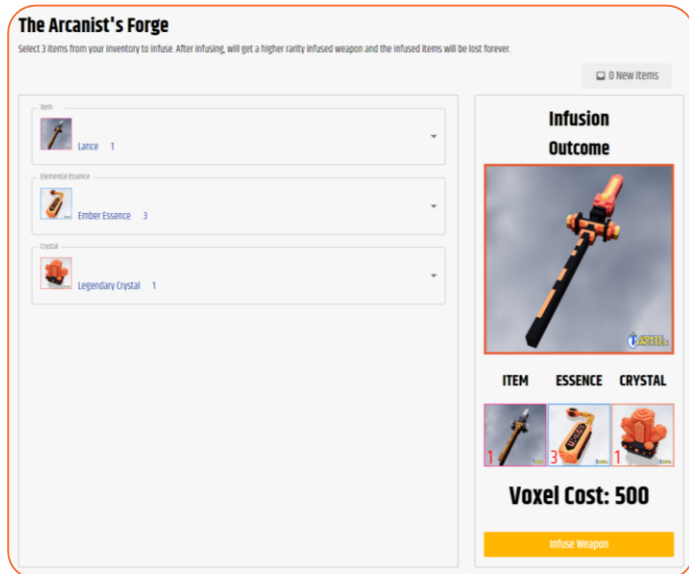 The Arcanist's Forge
Select 3 items from your inventory to infuse. After infusing, will get a higher rarity infused weapon and the infused items will be lost forever.
0 New Items
Item
Lance 1
Elemental Essence
Ember Essence 3
Crystal
Legendary Crystal 1
Infusion
Outcome
ITEM ESSENCE CRYSTAL
1 3 1
Voxel Cost: 500
Infuse Weapon